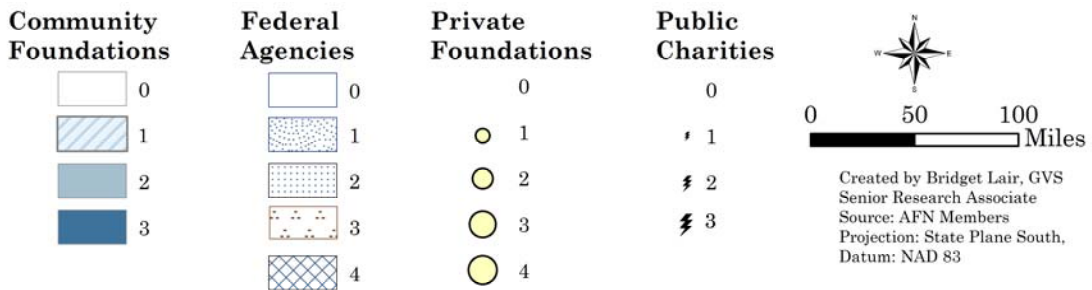 Community Foundations
0
1
2
3
Federal Agencies
0
1
2
3
4
Private Foundations
0
1
2
3
4
Public Charities
0
1
2
3
N
W E
S
0 50 100
Miles
Created by Bridget Lair, GVS
Senior Research Associate
Source: AFN Members
Projection: State Plane South,
Datum: NAD 83